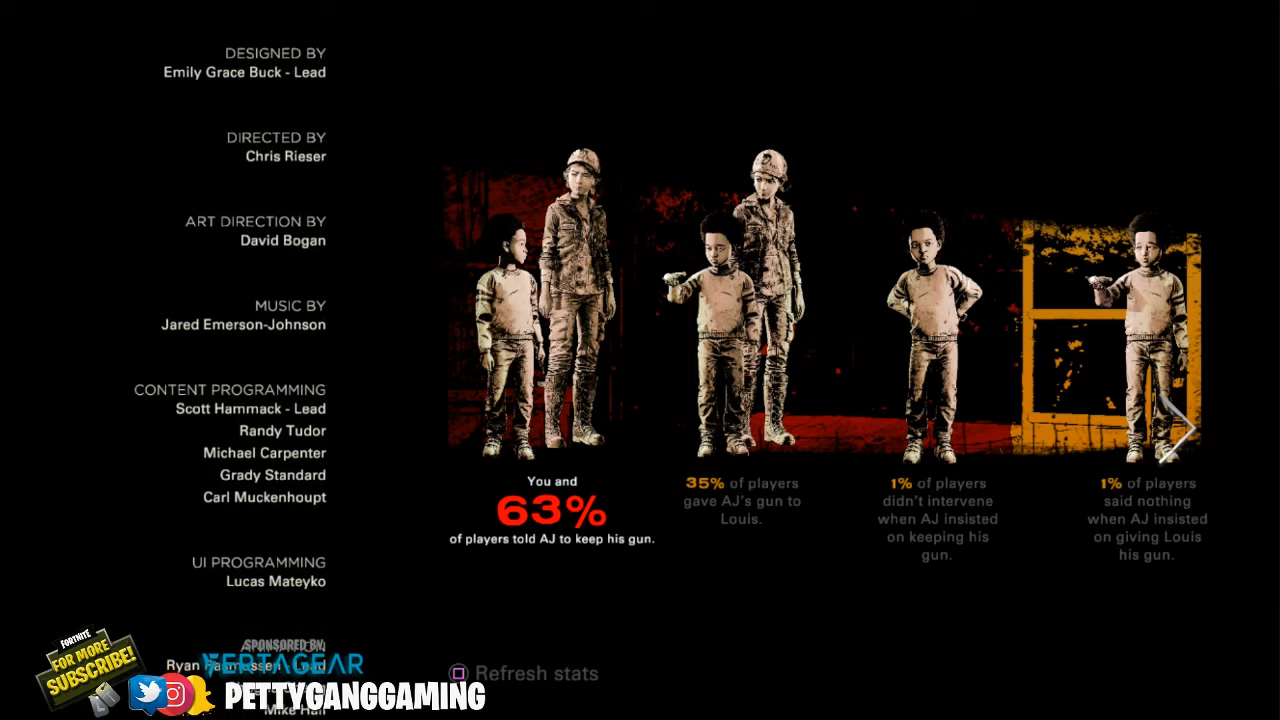 DESIGNED BY
Emily Grace Buck - Lead
DIRECTED BY
Chris Rieser
ART DIRECTION BY
David Bogan
MUSIC BY
Jared Emerson-Johnson
CONTENT PROGRAMMING
Scott Hammack - Lead
Randy Tudor
Michael Carpenter
Grady Standard
Carl Muckenhoupt
UI PROGRAMMING
Lucas Mateyko
You and
63%
of players told AJ to keep his gun.
35% of players
gave AJ's gun to
Louis.
1% of players
didn't intervene
when AJ insisted
on keeping his
gun.
1% of players
said nothing
when AJ insisted
on giving Louis
his gun.
Refresh stats
SPONSORED BY
VERTAGEAR
Ryan
Lead
FORTNITE
FOR MORE
SUBSCRIBE!
PETTYGANGGAMING
Mike Hall